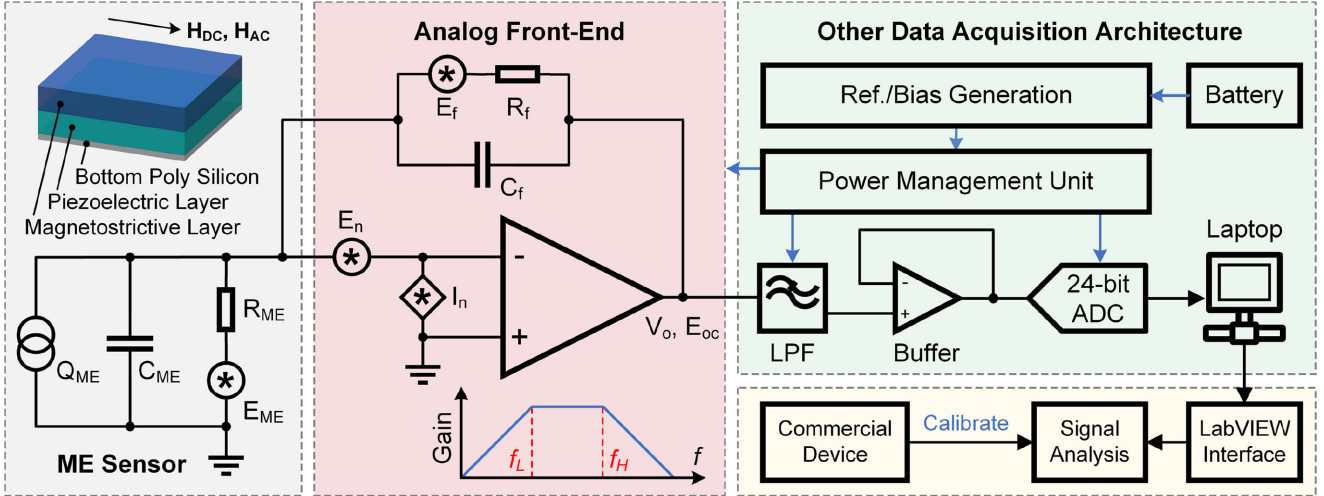 H_DC, H_AC
Bottom Poly Silicon
Piezoelectric Layer
Magnetostrictive Layer
Q_ME
C_ME
R_ME
E_ME
ME Sensor
Analog Front-End
E_f
R_f
C_f
E_n
I_n
-
+
V_o, E_oc
Gain
f_L
f_H
f
Other Data Acquisition Architecture
Ref./Bias Generation
Battery
Power Management Unit
Laptop
LPF
-
+
Buffer
24-bit
ADC
Commercial
Device
Calibrate
Signal
Analysis
LabVIEW
Interface